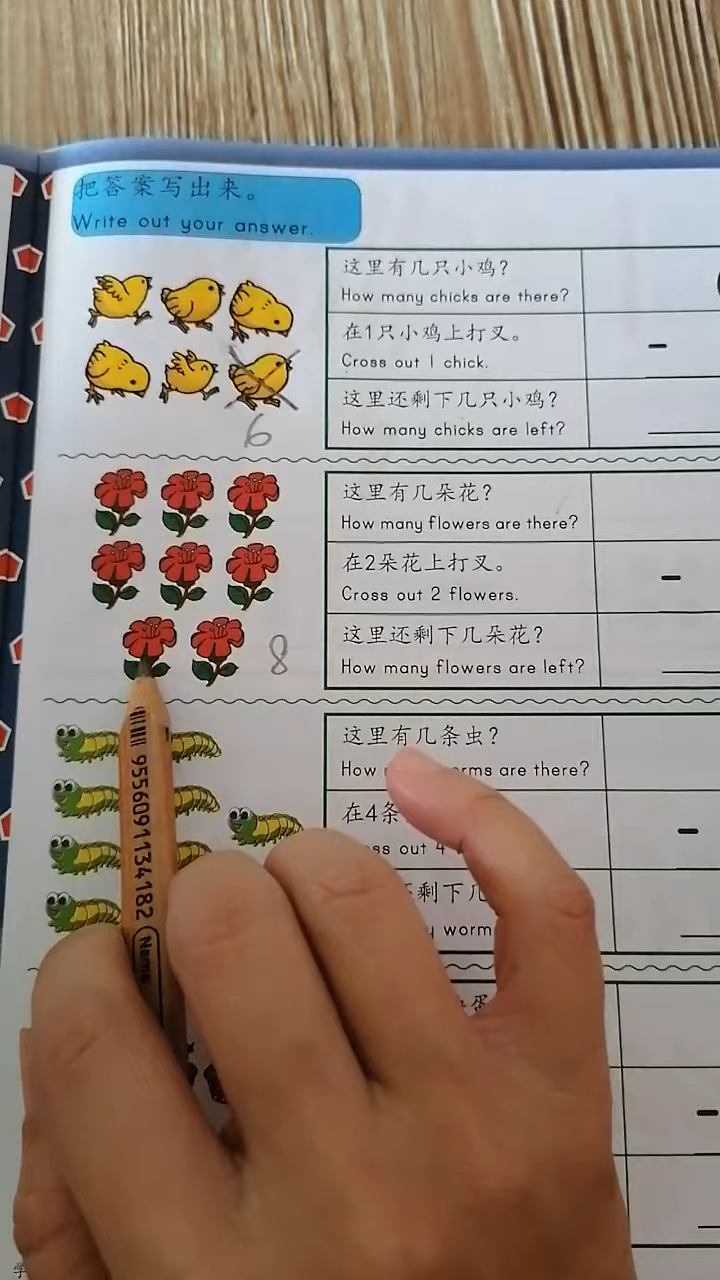 把答案写出来。
Write out your answer.
这里有几只小鸡?
How many chicks are there?
在1只小鸡上打叉。
Cross out 1 chick.
-
这里还剩下几只小鸡?
How many chicks are left?
6
这里有几朵花?
How many flowers are there?
在2朵花上打叉。
Cross out 2 flowers.
-
这里还剩下几朵花?
How many flowers are left?
8
这里有几条虫?
How are there?
在4条
out 4
-
剩下几
9556091134182
Name
-
学